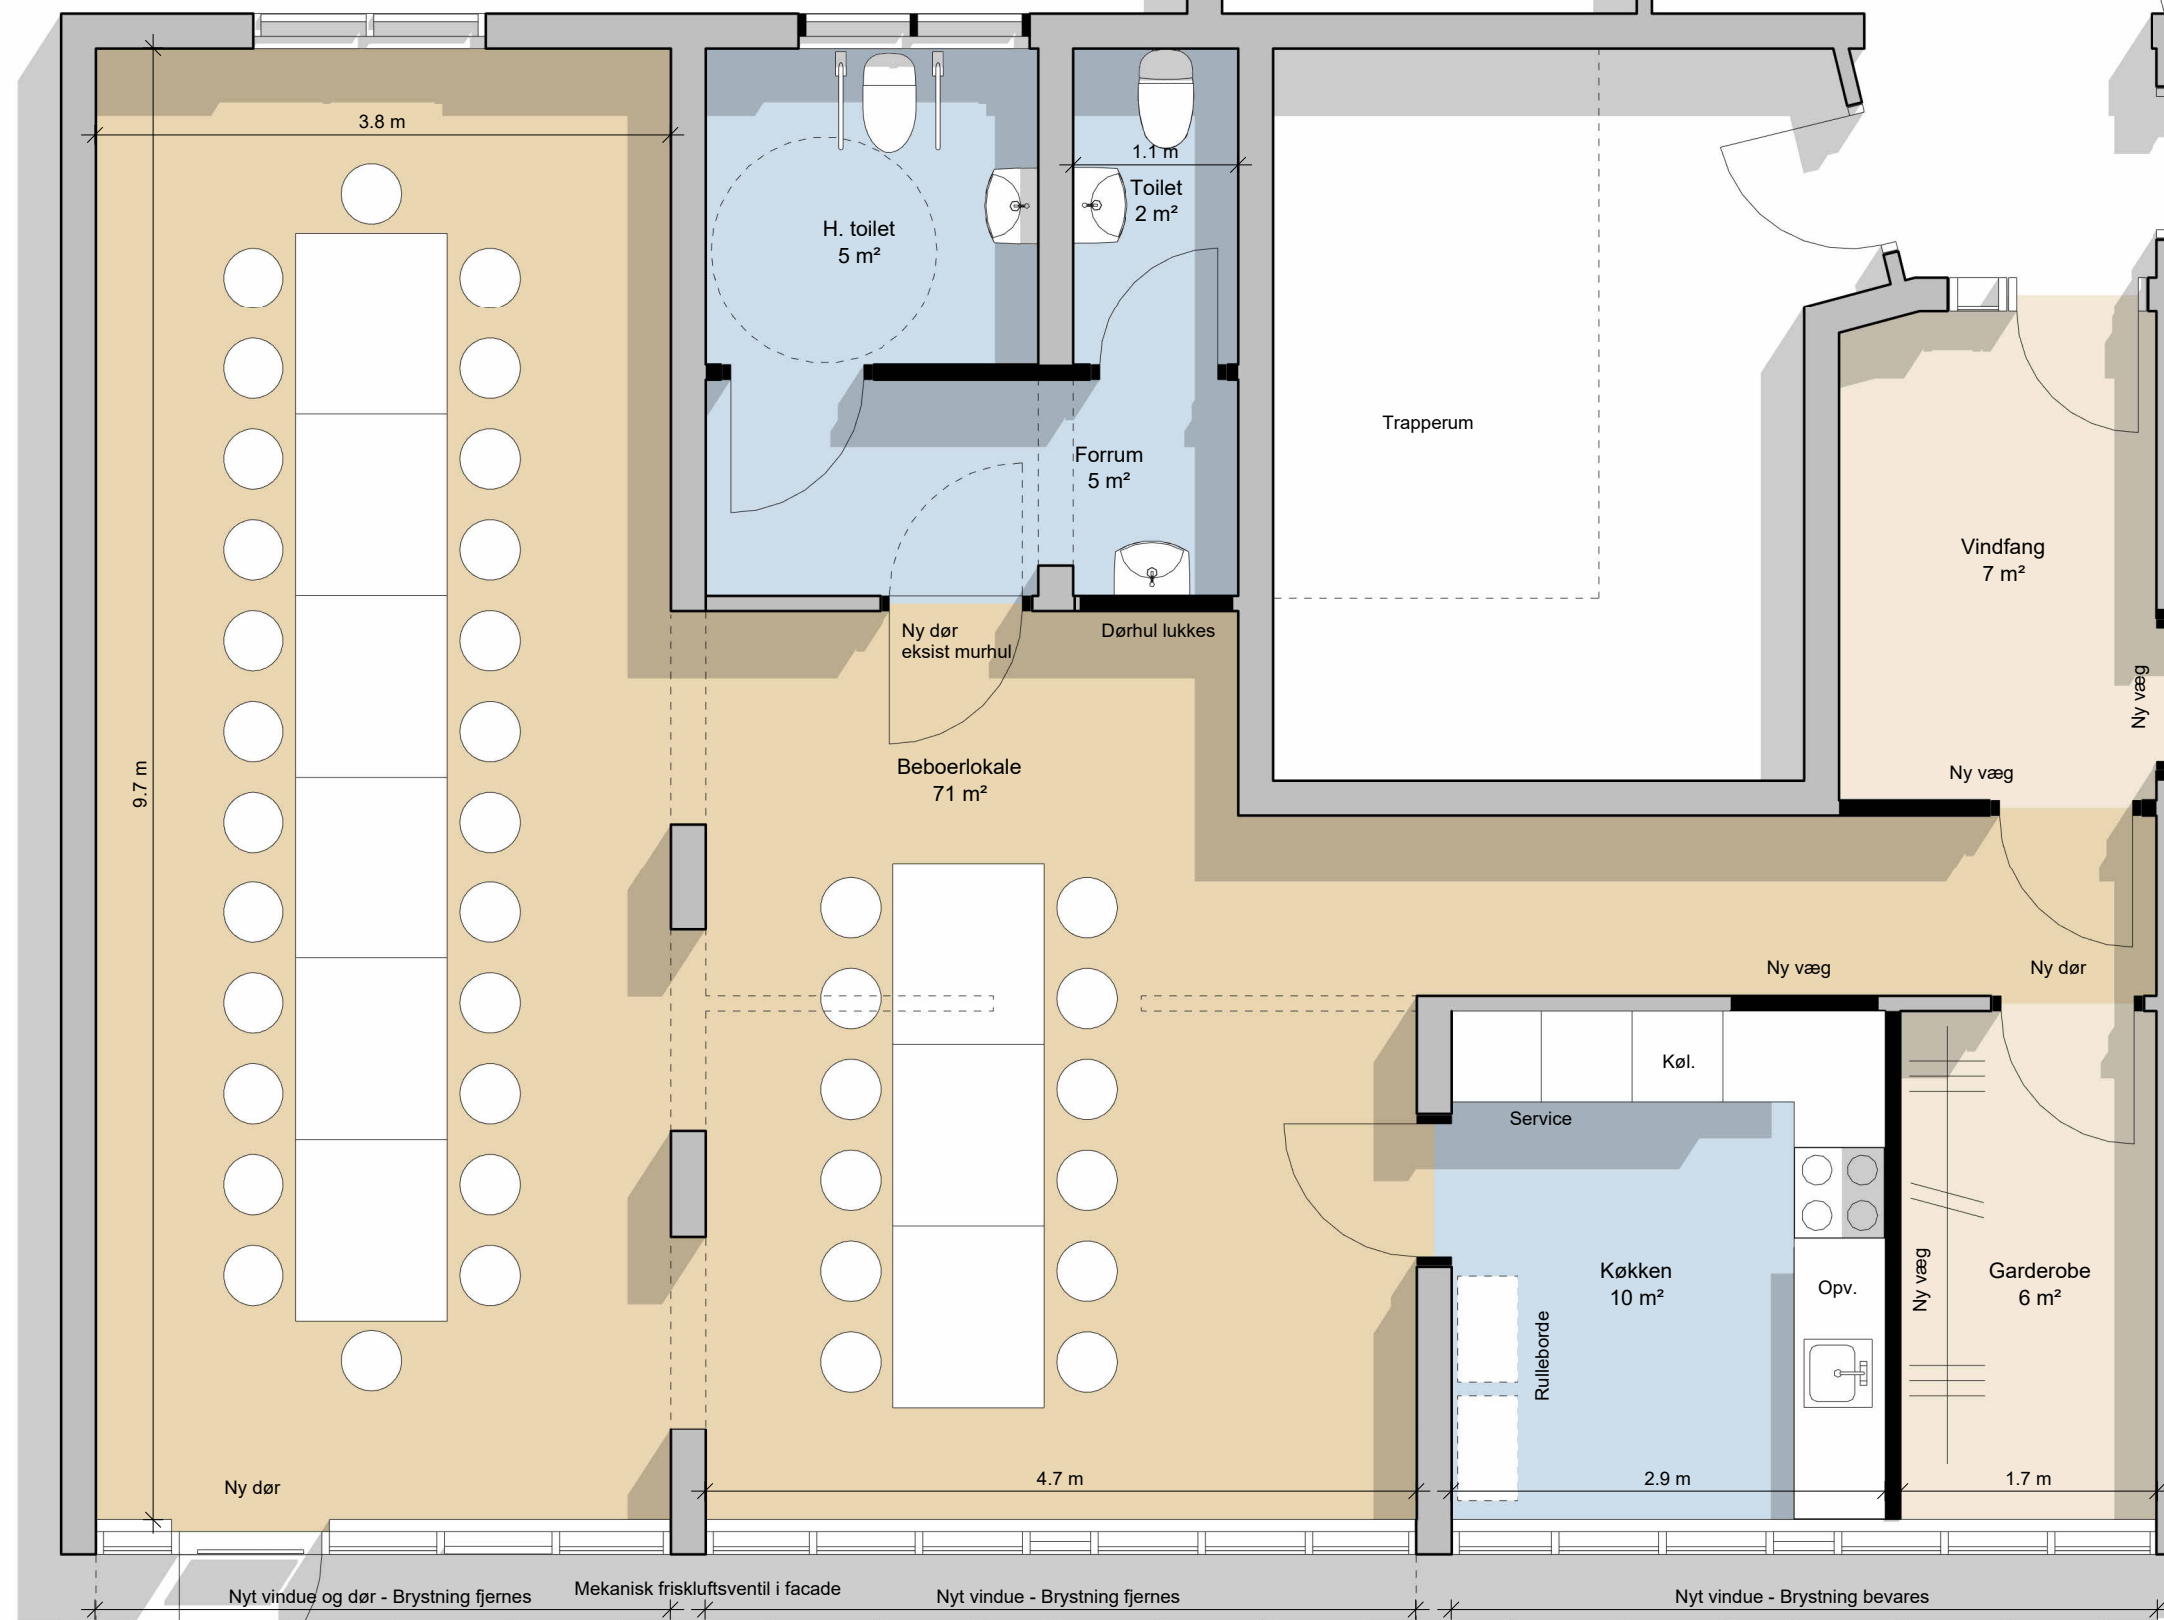 3.8 m
1.1 m
Toilet
2 m²
H. toilet
5 m²
Trapperum
Forrum
5 m²
Vindfang
7 m²
Ny dør
eksist murhul
Dørhul lukkes
Ny væg
Beboerlokale
71 m²
9.7 m
Ny væg
Ny væg
Ny dør
Køl.
Service
Køkken
10 m²
Opv.
Rulleborde
Ny væg
Garderobe
6 m²
Ny dør
4.7 m
2.9 m
1.7 m
Nyt vindue og dør - Brystning fjernes
Mekanisk friskluftsventil i facade
Nyt vindue - Brystning fjernes
Nyt vindue - Brystning bevares